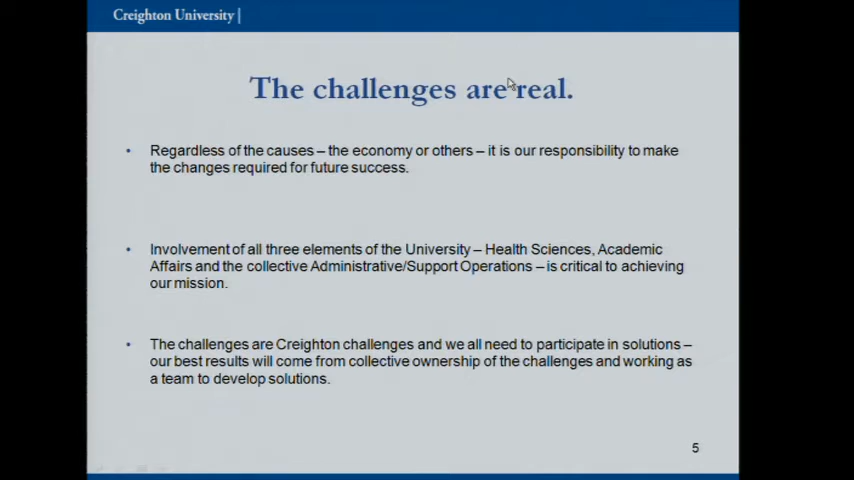 Creighton University
The challenges are real.
• Regardless of the causes – the economy or others – it is our responsibility to make
the changes required for future success.
• Involvement of all three elements of the University – Health Sciences, Academic
Affairs and the collective Administrative/Support Operations – is critical to achieving
our mission.
• The challenges are Creighton challenges and we all need to participate in solutions –
our best results will come from collective ownership of the challenges and working as
a team to develop solutions.
5